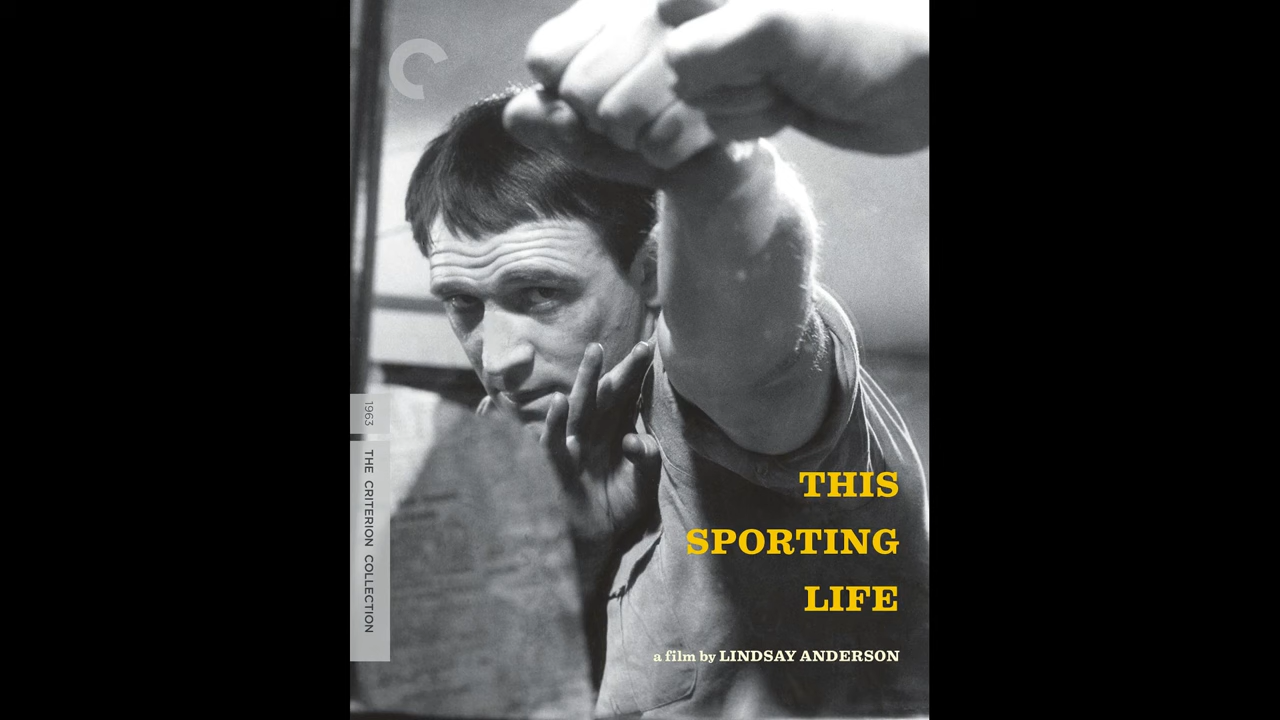 1963
THE CRITERION COLLECTION
THIS
SPORTING
LIFE
a film by LINDSAY ANDERSON